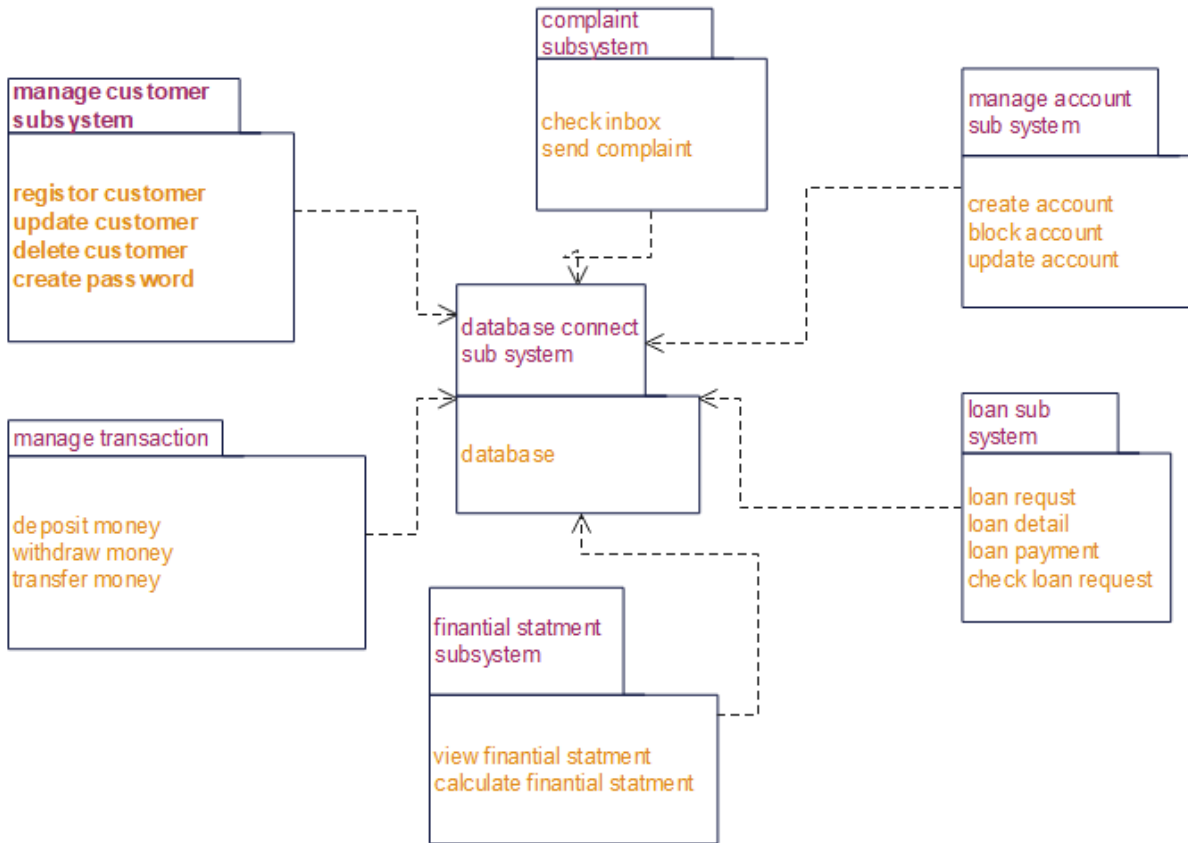 complaint
subsystem
check inbox
send complaint
manage customer
subsystem
registor customer
update customer
delete customer
create password
manage account
sub system
create account
block account
update account
database connect
sub system
database
manage transaction
deposit money
withdraw money
transfer money
loan sub
system
loan requst
loan detail
loan payment
check loan request
finantial statment
subsystem
view finantial statment
calculate finantial statment